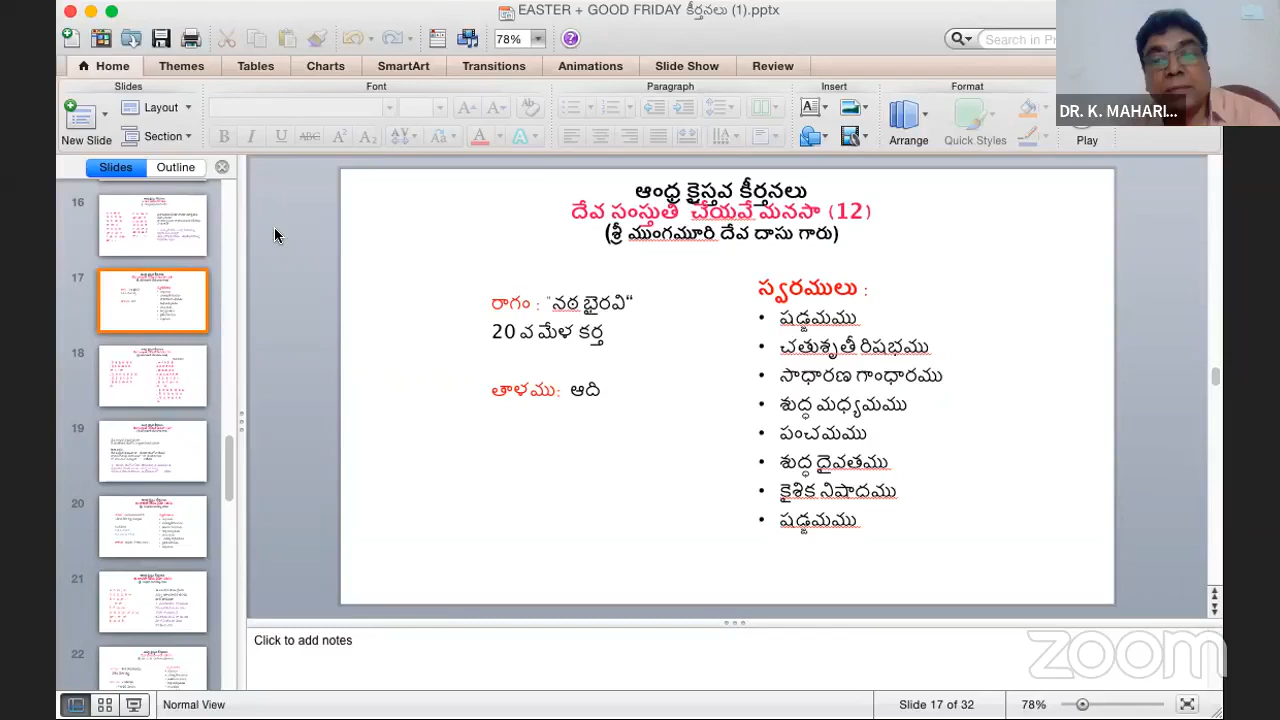 EASTER + GOOD FRIDAY కీర్తనలు (1).pptx
78%
Search in Pr
Home Themes Tables Charts SmartArt Transitions Animations Slide Show Review
Slides Font Paragraph Insert Format
Layout
Section
New Slide
Arrange Quick Styles Play
DR. K. MAHARI...
Slides Outline
16
17
18
19
20
21
22
ఆంధ్ర క్రైస్తవ కీర్తనలు
దేవ సంస్తుతి చేయవే మనసా (12)
(శ్రీ ముంగమూరి దేవ దాసు గారు)
రాగం : "నఠ భైరవి"
20 వ మేళ కర్త
తాళము: ఆది
స్వరములు :
• షడ్జమము
• చతుశృతీ రిషభము
• సాధారణ గాంధారము
• శుద్ధ మధ్యమము
• పంచమము
• శుద్ధ దైవతము
• కైశిక నిషాదము
• షడ్జమము
Click to add notes
zoom
Normal View
Slide 17 of 32
78%